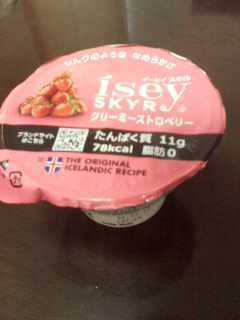 シルクのような なめらかさ
ísey
イーセイ スキル
SKYR
クリーミーストロベリー
ブランドサイト
はこちら
たんぱく質 11g
78kcal 脂肪0
THE ORIGINAL
ICELANDIC RECIPE